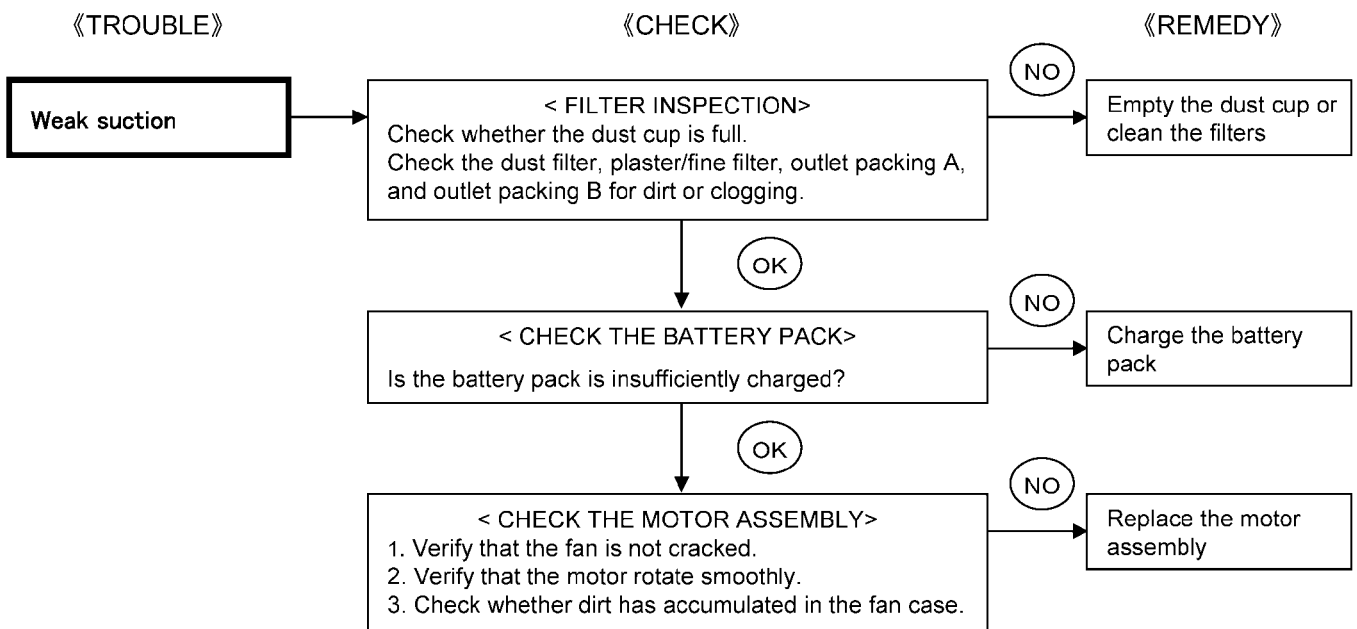 《TROUBLE》
《CHECK》
《REMEDY》
Weak suction
< FILTER INSPECTION>
Check whether the dust cup is full.
Check the dust filter, plaster/fine filter, outlet packing A,
and outlet packing B for dirt or clogging.
NO
Empty the dust cup or
clean the filters
OK
< CHECK THE BATTERY PACK>
Is the battery pack is insufficiently charged?
NO
Charge the battery
pack
OK
< CHECK THE MOTOR ASSEMBLY>
1. Verify that the fan is not cracked.
2. Verify that the motor rotate smoothly.
3. Check whether dirt has accumulated in the fan case.
NO
Replace the motor
assembly